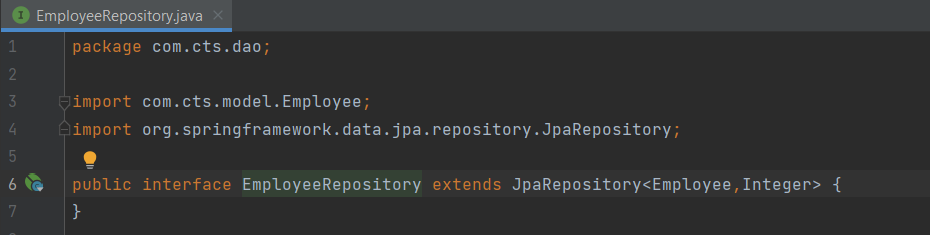 EmployeeRepository.java
1 package com.cts.dao;
2
3 import com.cts.model.Employee;
4 import org.springframework.data.jpa.repository.JpaRepository;
5
6 public interface EmployeeRepository extends JpaRepository<Employee,Integer> {
7 }